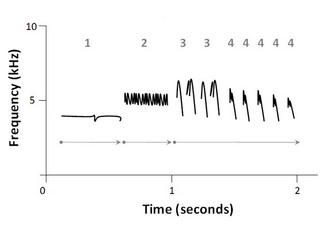 10
1 2 3 3 4 4 4 4 4
Frequency (kHz)
5
0 1 2
Time (seconds)